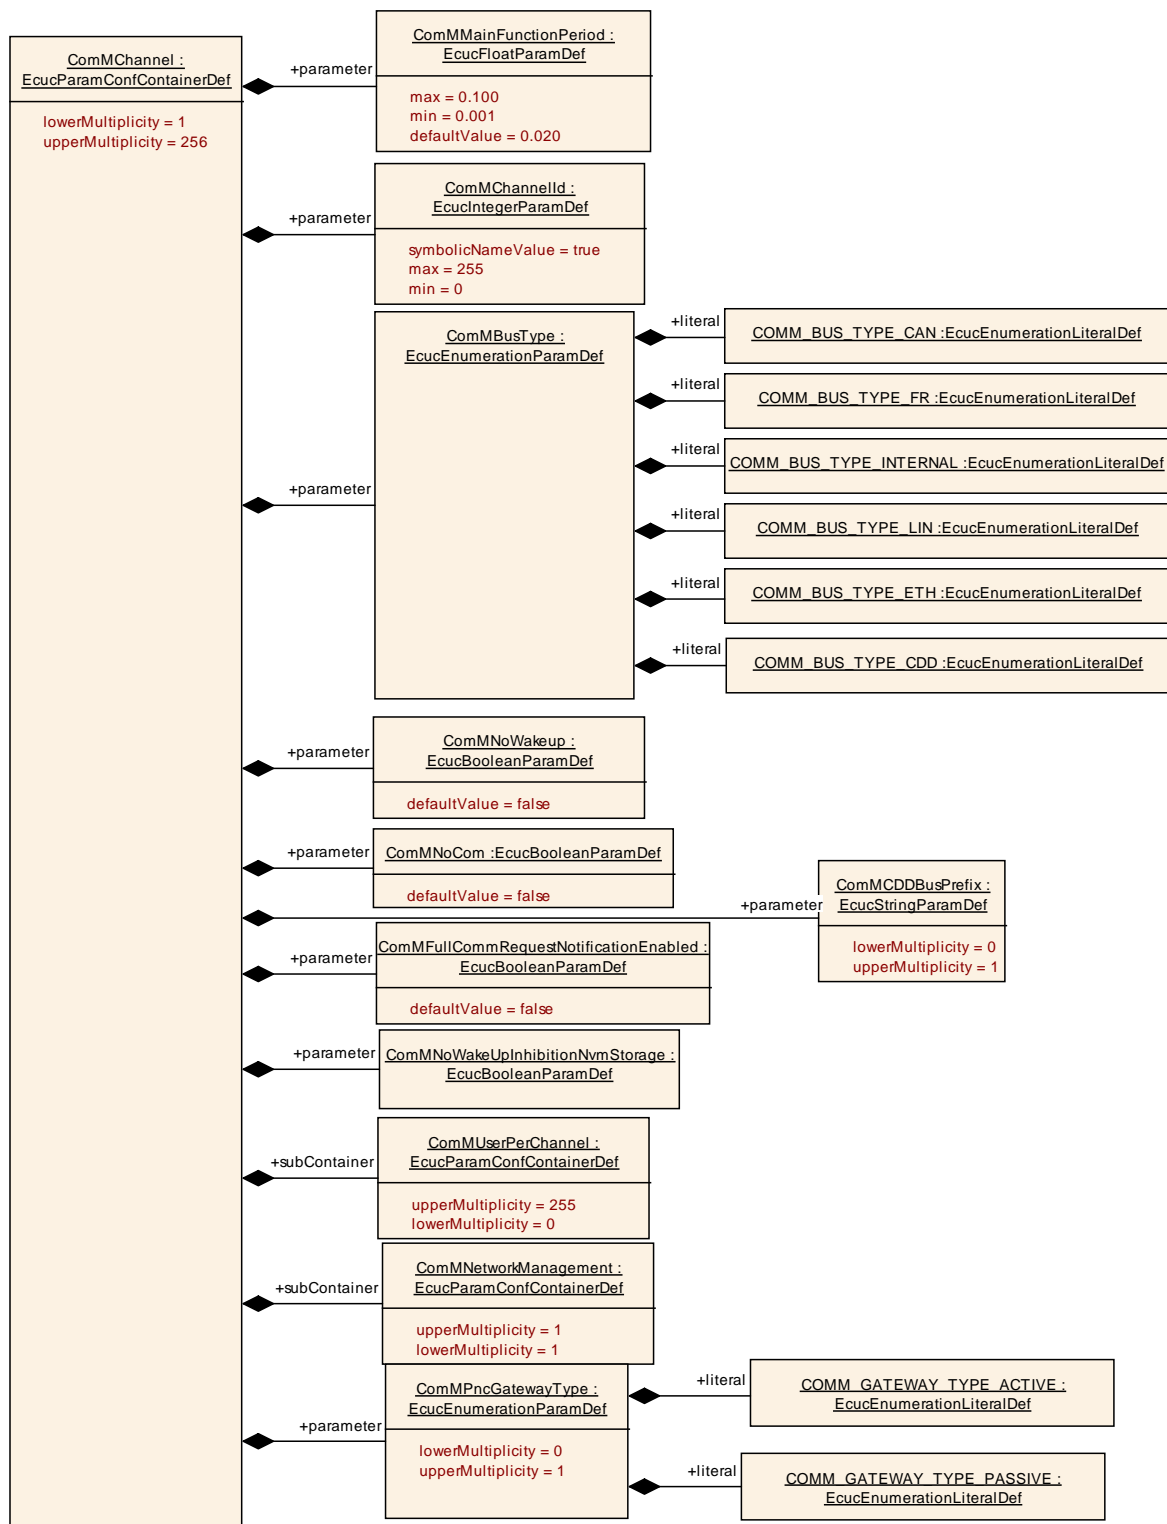 ComMChannel :
EcucParamConfContainerDef
lowerMultiplicity = 1
upperMultiplicity = 256
+parameter
ComMMainFunctionPeriod :
EcucFloatParamDef
max = 0.100
min = 0.001
defaultValue = 0.020
+parameter
ComMChannelId :
EcucIntegerParamDef
symbolicNameValue = true
max = 255
min = 0
+parameter
ComMBusType :
EcucEnumerationParamDef
+literal
COMM_BUS_TYPE_CAN :EcucEnumerationLiteralDef
+literal
COMM_BUS_TYPE_FR :EcucEnumerationLiteralDef
+literal
COMM_BUS_TYPE_INTERNAL :EcucEnumerationLiteralDef
+literal
COMM_BUS_TYPE_LIN :EcucEnumerationLiteralDef
+literal
COMM_BUS_TYPE_ETH :EcucEnumerationLiteralDef
+literal
COMM_BUS_TYPE_CDD :EcucEnumerationLiteralDef
+parameter
ComMNoWakeup :
EcucBooleanParamDef
defaultValue = false
+parameter
ComMNoCom :EcucBooleanParamDef
defaultValue = false
+parameter
ComMCDDBusPrefix :
EcucStringParamDef
lowerMultiplicity = 0
upperMultiplicity = 1
+parameter
ComMFullCommRequestNotificationEnabled :
EcucBooleanParamDef
defaultValue = false
+parameter
ComMNoWakeUpInhibitionNvmStorage :
EcucBooleanParamDef
+subContainer
ComMUserPerChannel :
EcucParamConfContainerDef
upperMultiplicity = 255
lowerMultiplicity = 0
+subContainer
ComMNetworkManagement :
EcucParamConfContainerDef
upperMultiplicity = 1
lowerMultiplicity = 1
+parameter
ComMPncGatewayType :
EcucEnumerationParamDef
lowerMultiplicity = 0
upperMultiplicity = 1
+literal
COMM_GATEWAY_TYPE_ACTIVE :
EcucEnumerationLiteralDef
+literal
COMM_GATEWAY_TYPE_PASSIVE :
EcucEnumerationLiteralDef